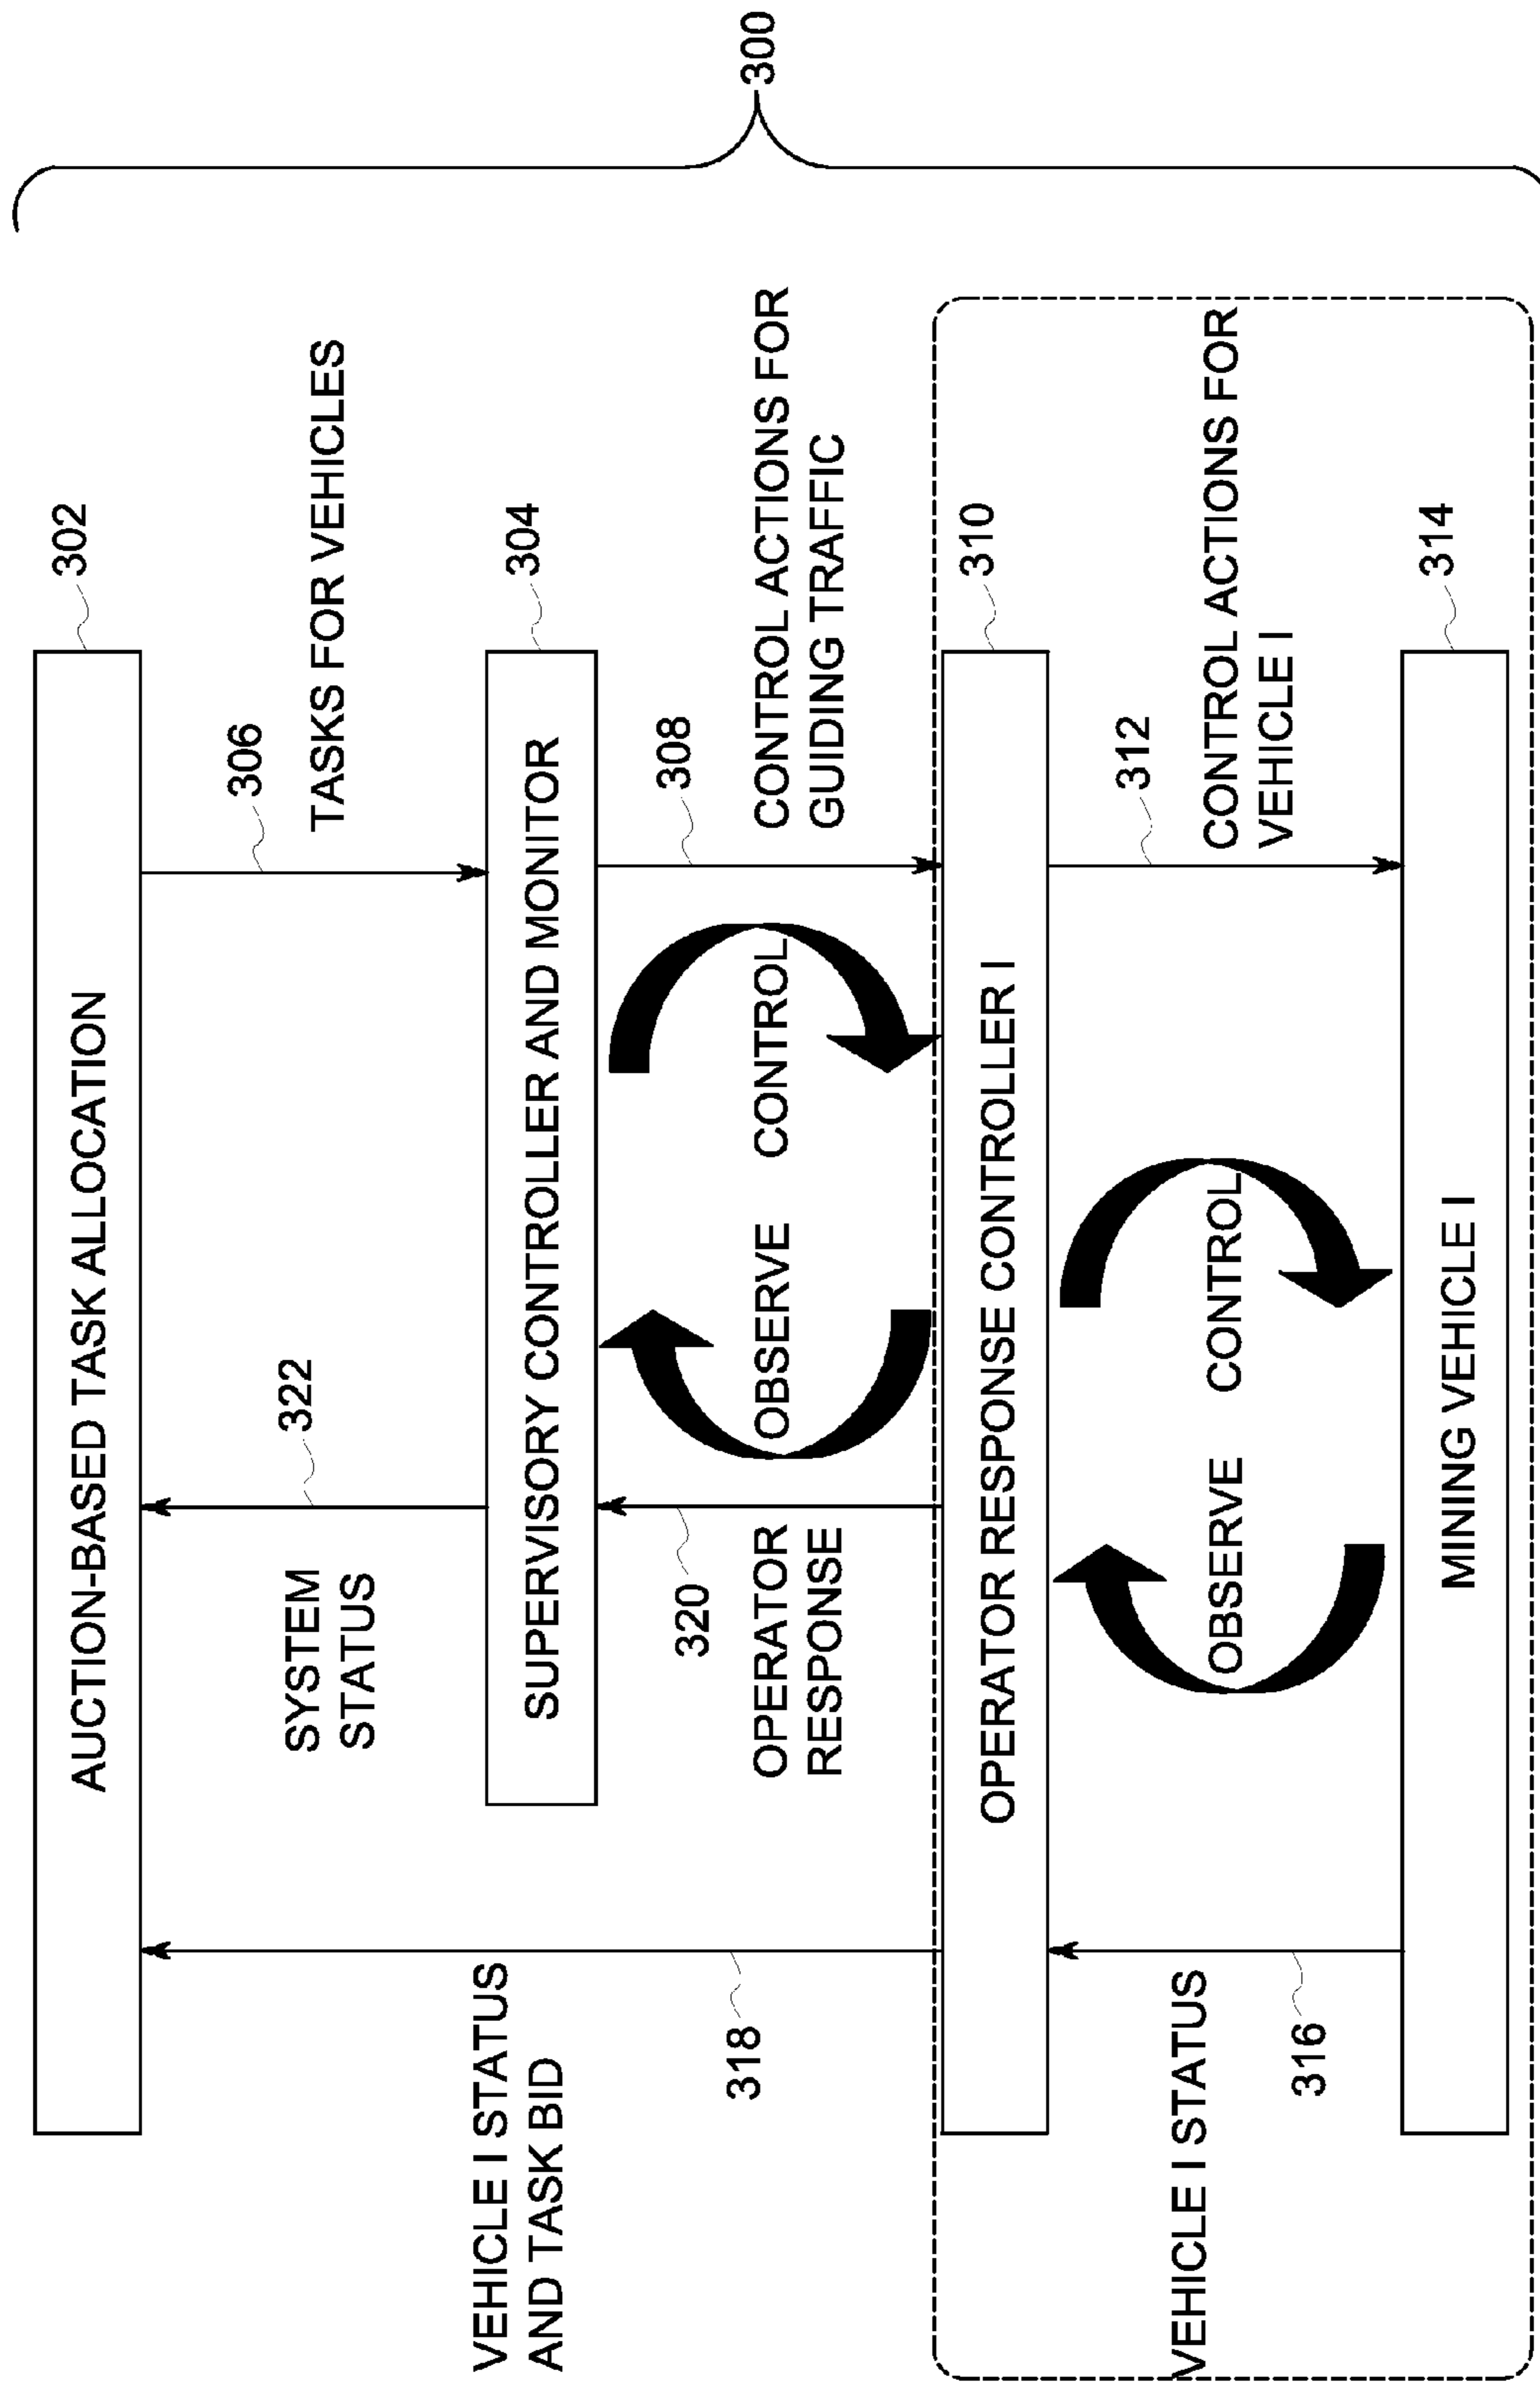 300
302
AUCTION-BASED TASK ALLOCATION
306
TASKS FOR VEHICLES
322
SYSTEM
STATUS
VEHICLE I STATUS
AND TASK BID
318
304
SUPERVISORY CONTROLLER AND MONITOR
308
CONTROL ACTIONS FOR
GUIDING TRAFFIC
OBSERVE CONTROL
320
OPERATOR
RESPONSE
310
OPERATOR RESPONSE CONTROLLER I
312
CONTROL ACTIONS FOR
VEHICLE I
OBSERVE CONTROL
VEHICLE I STATUS
316
314
MINING VEHICLE I